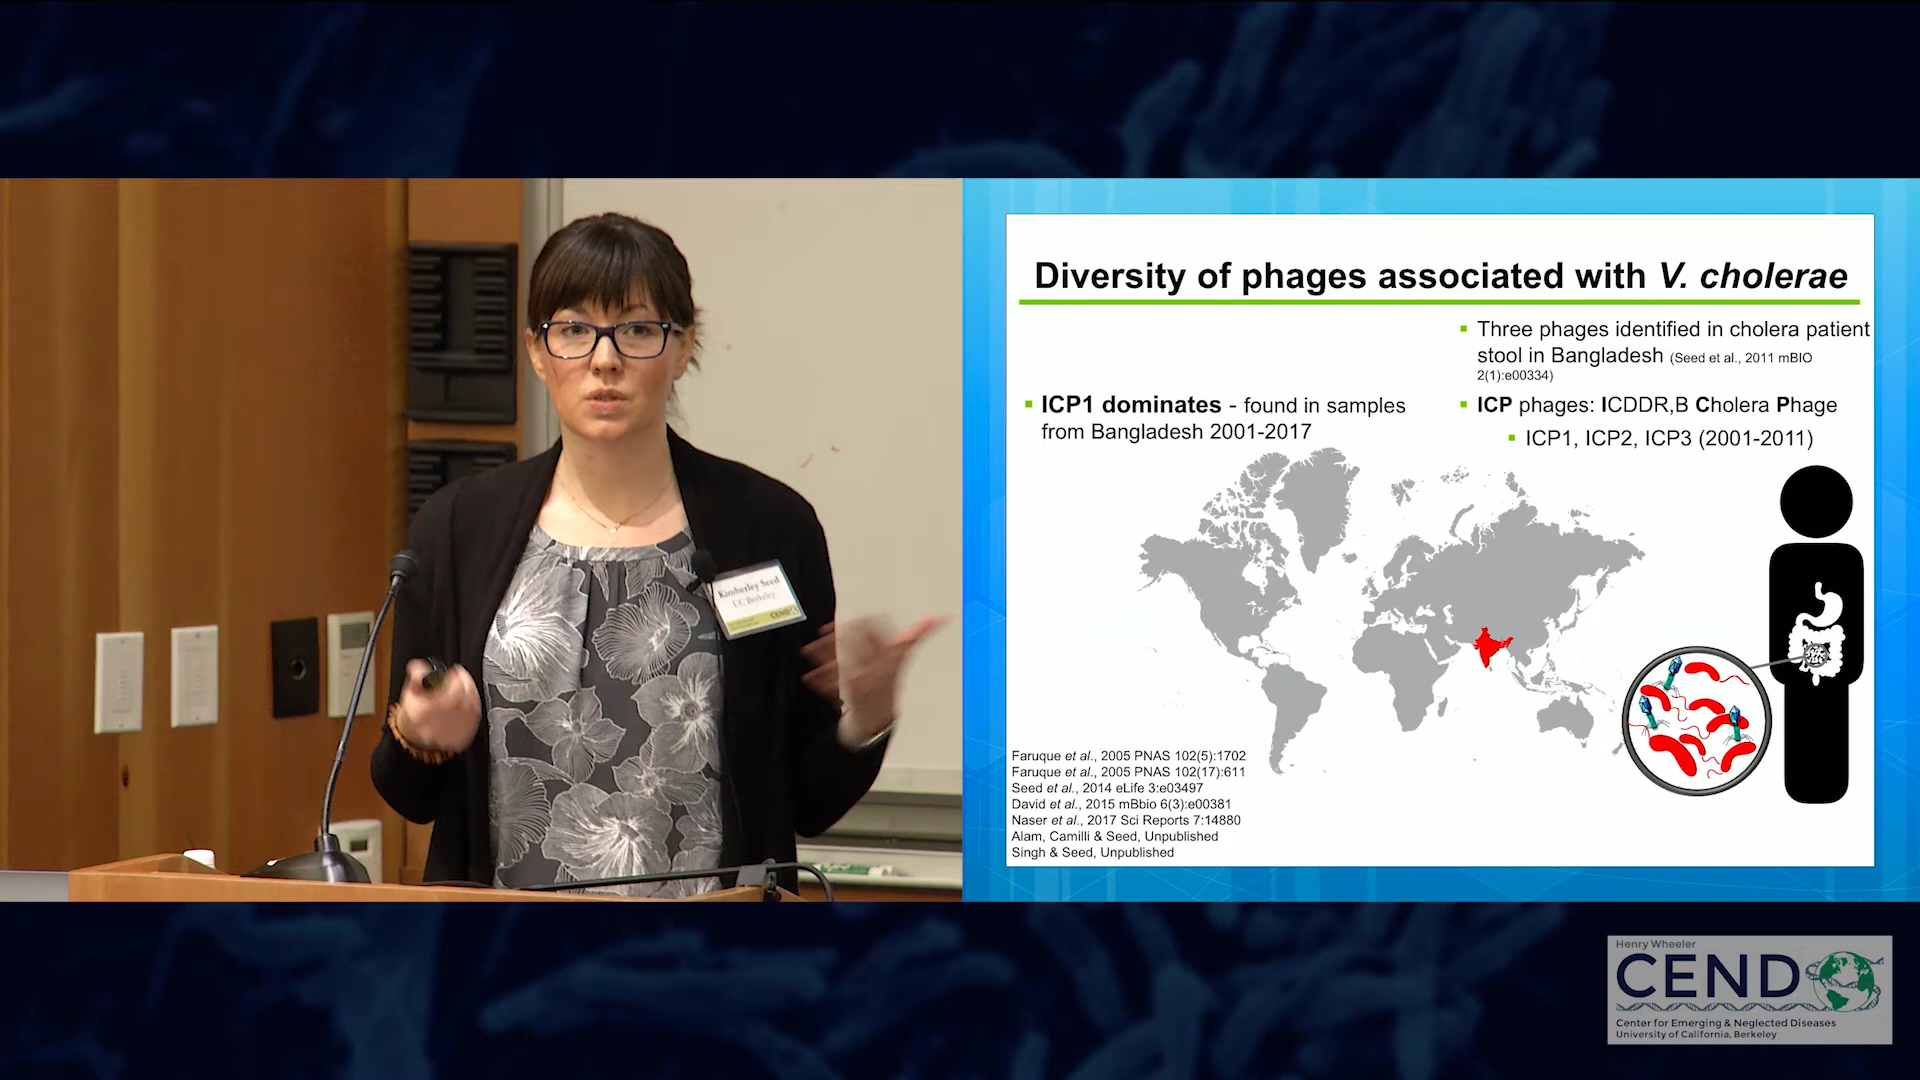 Kimberley Seed
UC Berkeley
CEND
Diversity of phages associated with V. cholerae
▪ ICP1 dominates - found in samples
from Bangladesh 2001-2017
▪ Three phages identified in cholera patient
stool in Bangladesh (Seed et al., 2011 mBIO
2(1):e00334)
▪ ICP phages: ICDDR,B Cholera Phage
▪ ICP1, ICP2, ICP3 (2001-2011)
Faruque et al., 2005 PNAS 102(5):1702
Faruque et al., 2005 PNAS 102(17):611
Seed et al., 2014 eLife 3:e03497
David et al., 2015 mBbio 6(3):e00381
Naser et al., 2017 Sci Reports 7:14880
Alam, Camilli & Seed, Unpublished
Singh & Seed, Unpublished
Henry Wheeler
CEND
Center for Emerging & Neglected Diseases
University of California, Berkeley